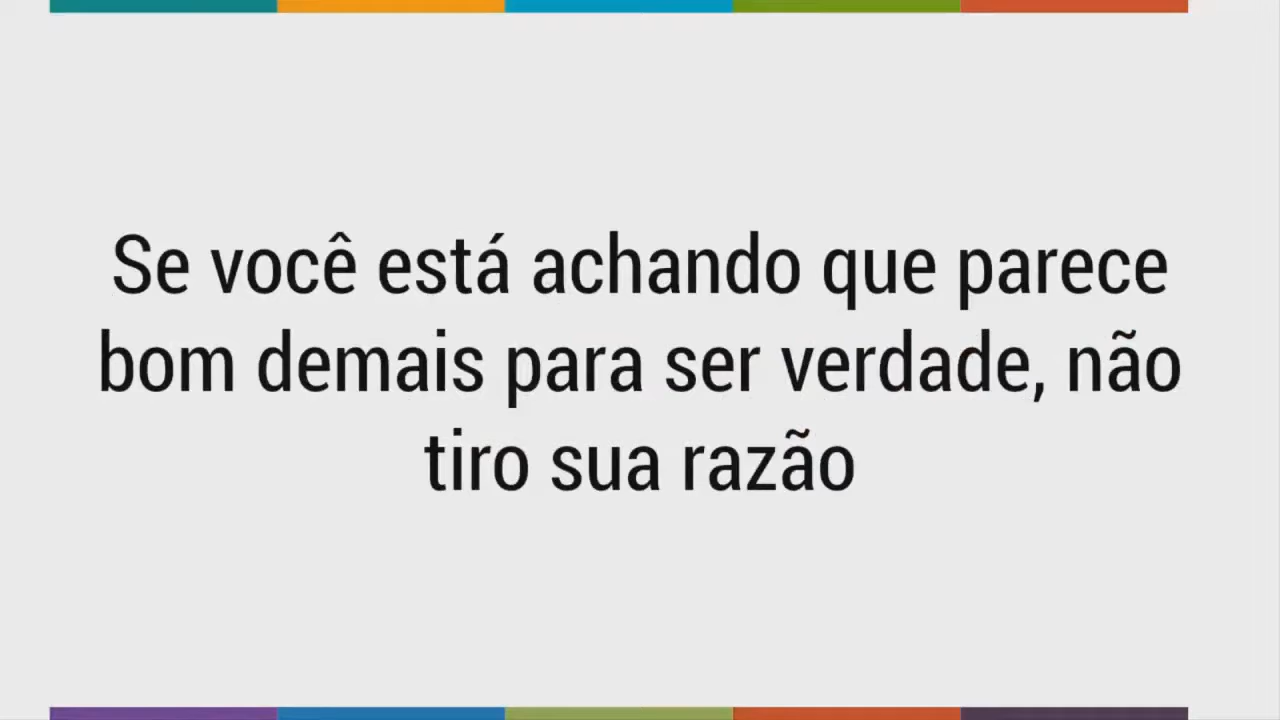 Se você está achando que parece
bom demais para ser verdade, não
tiro sua razão